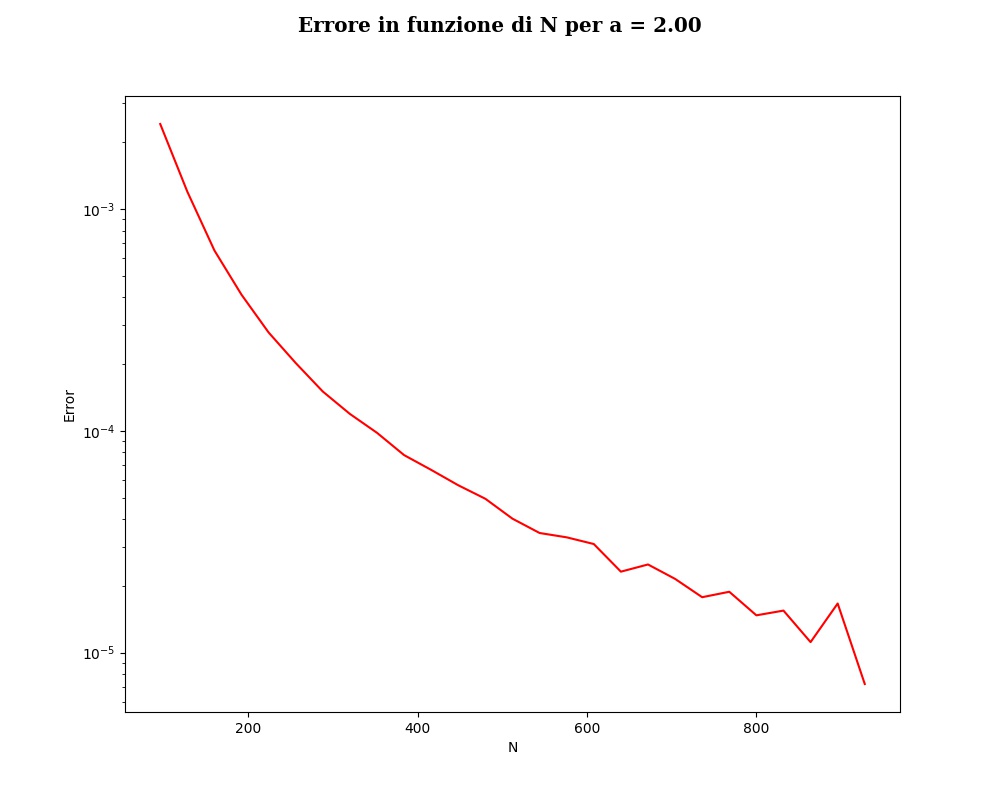 Errore in funzione di N per a = 2.00
10⁻³
10⁻⁴
10⁻⁵
Error
200 400 600 800
N